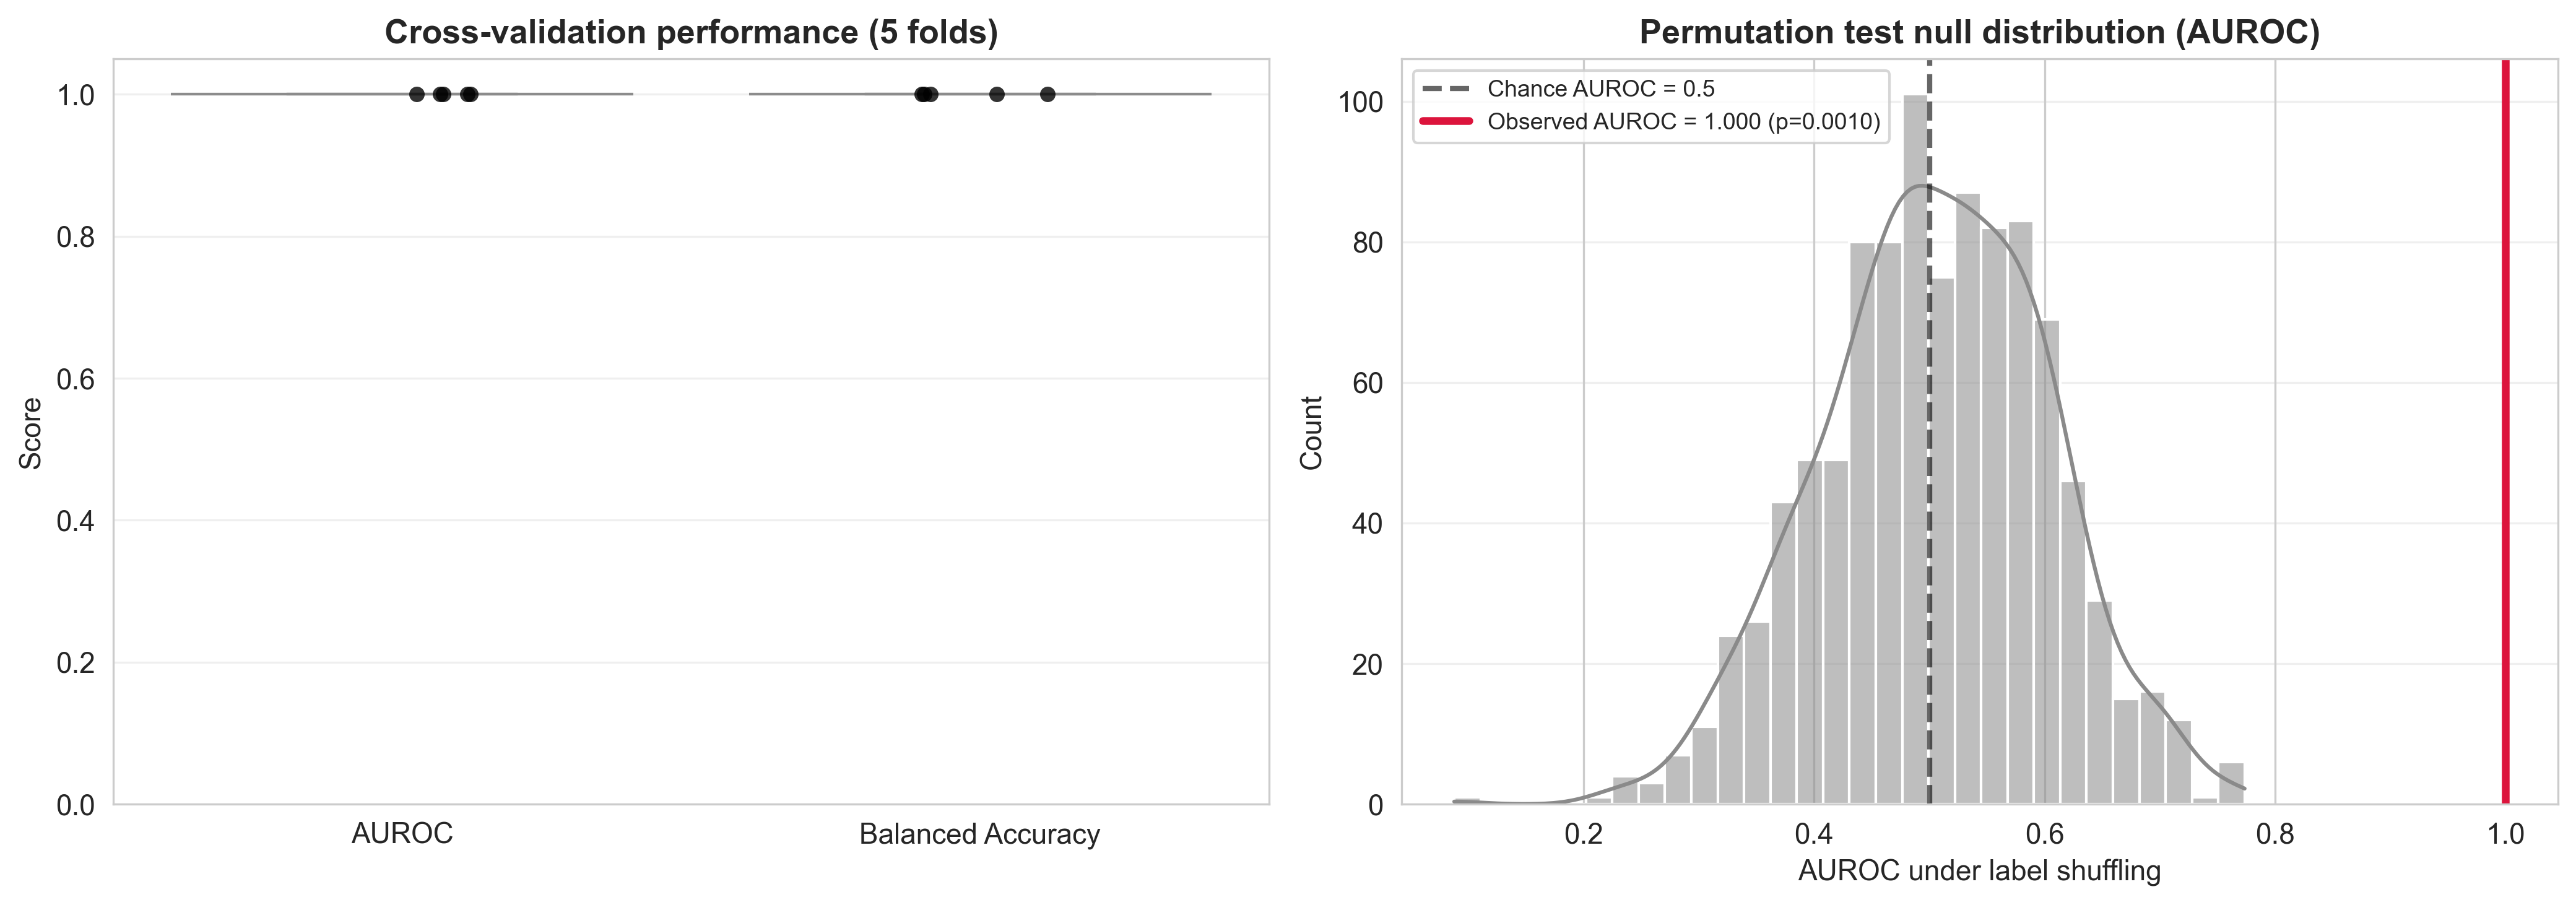 Cross-validation performance (5 folds)
1.0
0.8
0.6
0.4
0.2
0.0
Score
AUROC
Balanced Accuracy
Permutation test null distribution (AUROC)
Chance AUROC = 0.5
Observed AUROC = 1.000 (p=0.0010)
100
80
60
40
20
0
Count
0.2
0.4
0.6
0.8
1.0
AUROC under label shuffling